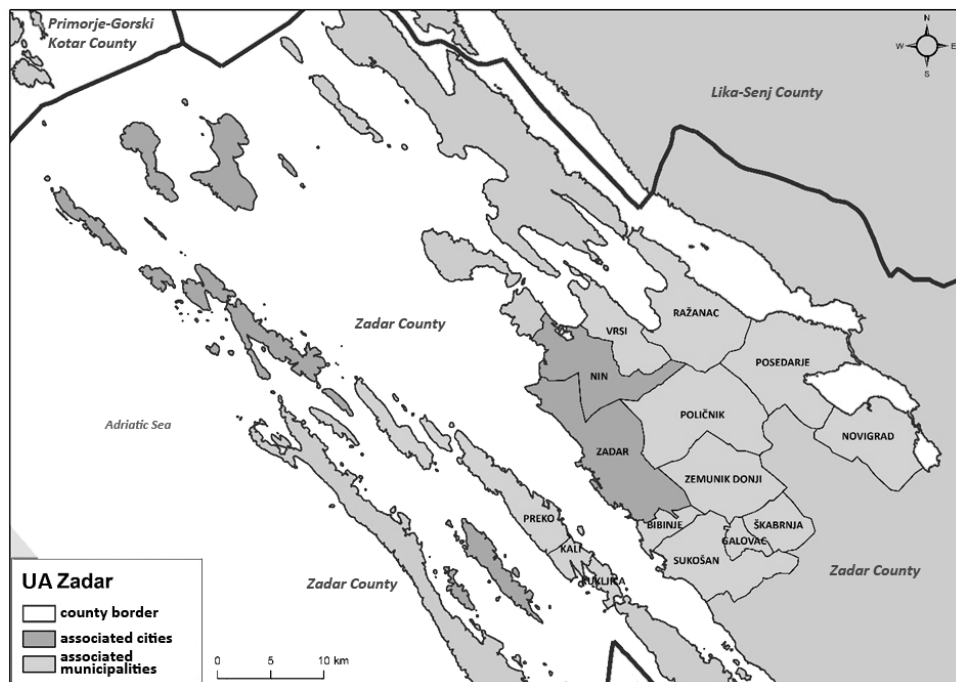 Primorje-Gorski
Kotar County
N
W
E
S
Lika-Senj County
RAŽANAC
Zadar County
VRSI
POSEDARJE
NIN
Adriatic Sea
POLIČNIK
NOVIGRAD
ZADAR
ZEMUNIK DONJI
PREKO
BIBINJE
ŠKABRNJA
GALOVAC
KALI
SUKOŠAN
KUKLJICA
Zadar County
Zadar County
UA Zadar
county border
associated cities
associated
municipalities
0
10 km